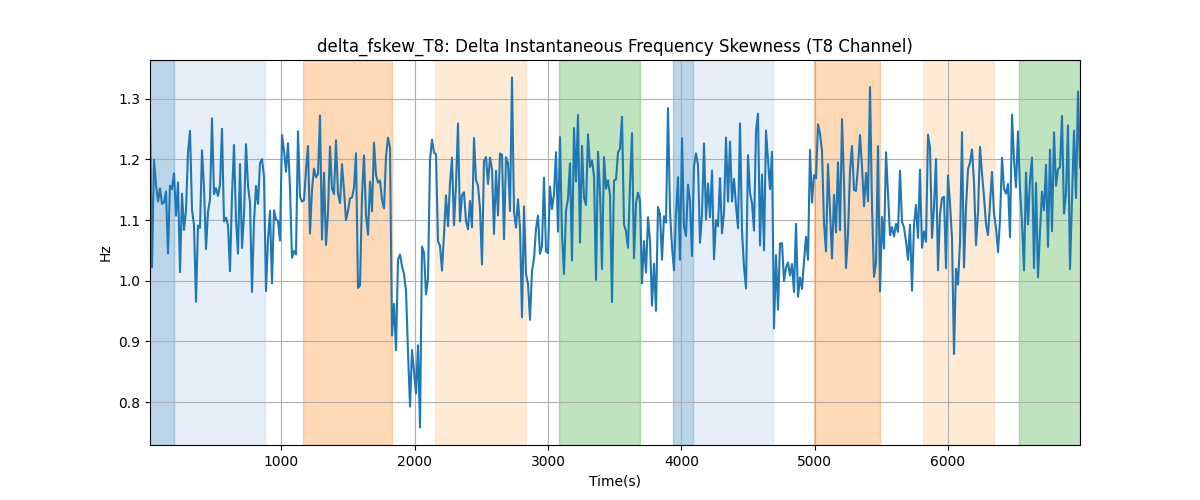 delta_fskew_T8: Delta Instantaneous Frequency Skewness (T8 Channel)
1.3
1.2
1.1
1.0
0.9
0.8
Hz
1000 2000 3000 4000 5000 6000
Time(s)